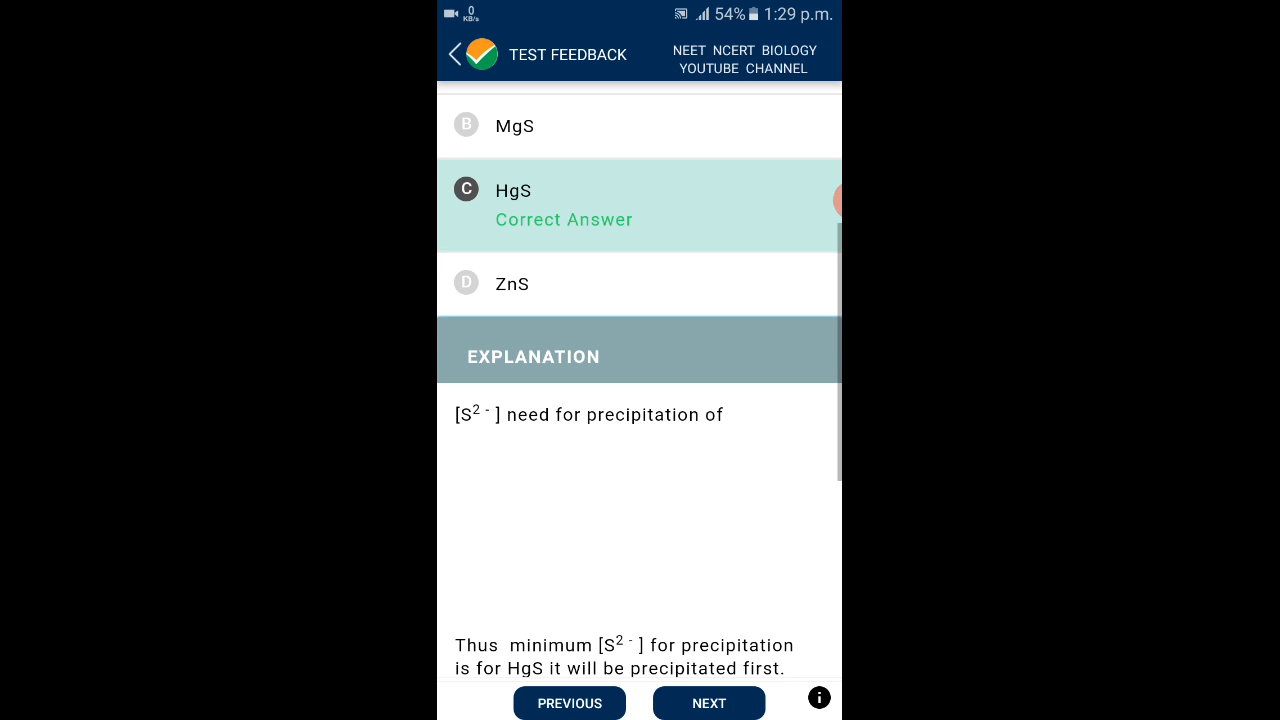 0
KB/s
54% 1:29 p.m.
TEST FEEDBACK
NEET NCERT BIOLOGY
YOUTUBE CHANNEL
B MgS
C HgS
Correct Answer
D ZnS
EXPLANATION
[S²⁻] need for precipitation of
Thus minimum [S²⁻] for precipitation
is for HgS it will be precipitated first.
PREVIOUS NEXT i